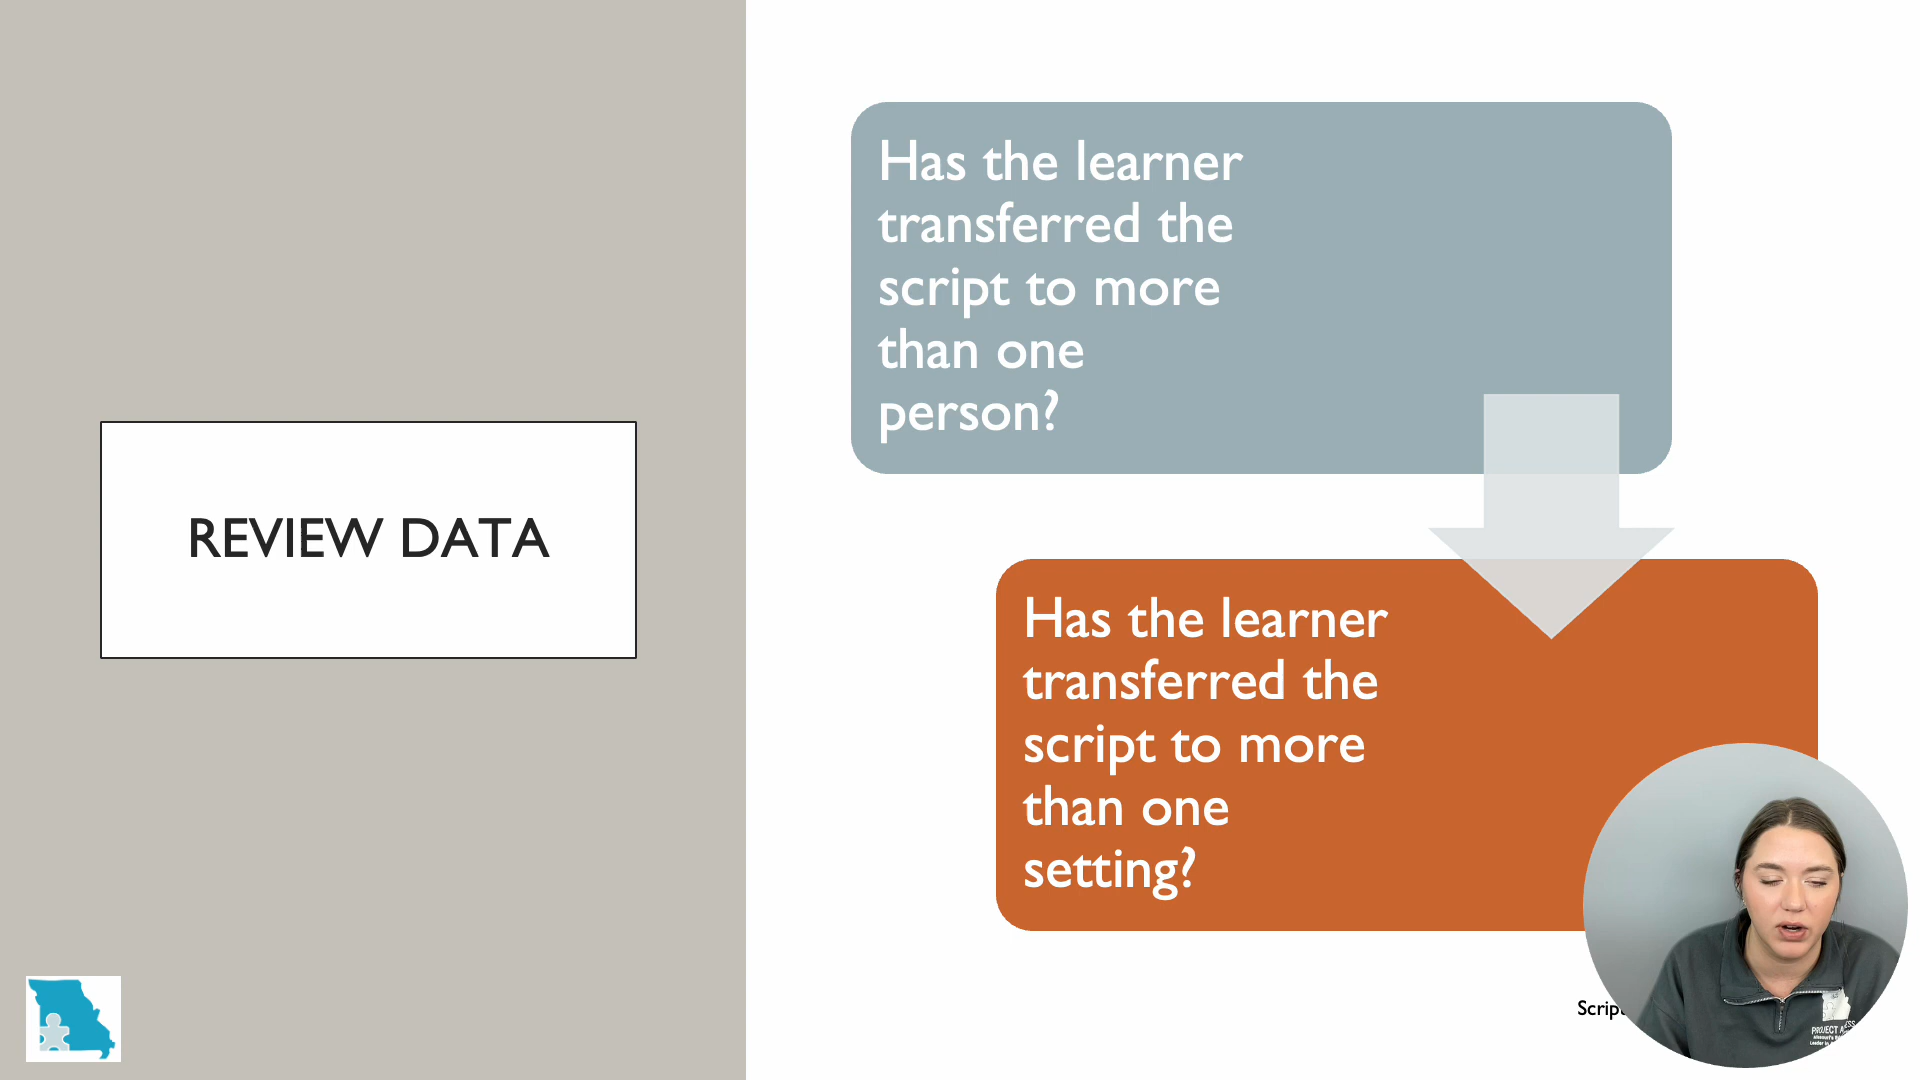 REVIEW DATA
Has the learner
transferred the
script to more
than one
person?
Has the learner
transferred the
script to more
than one
setting?
PROJECT